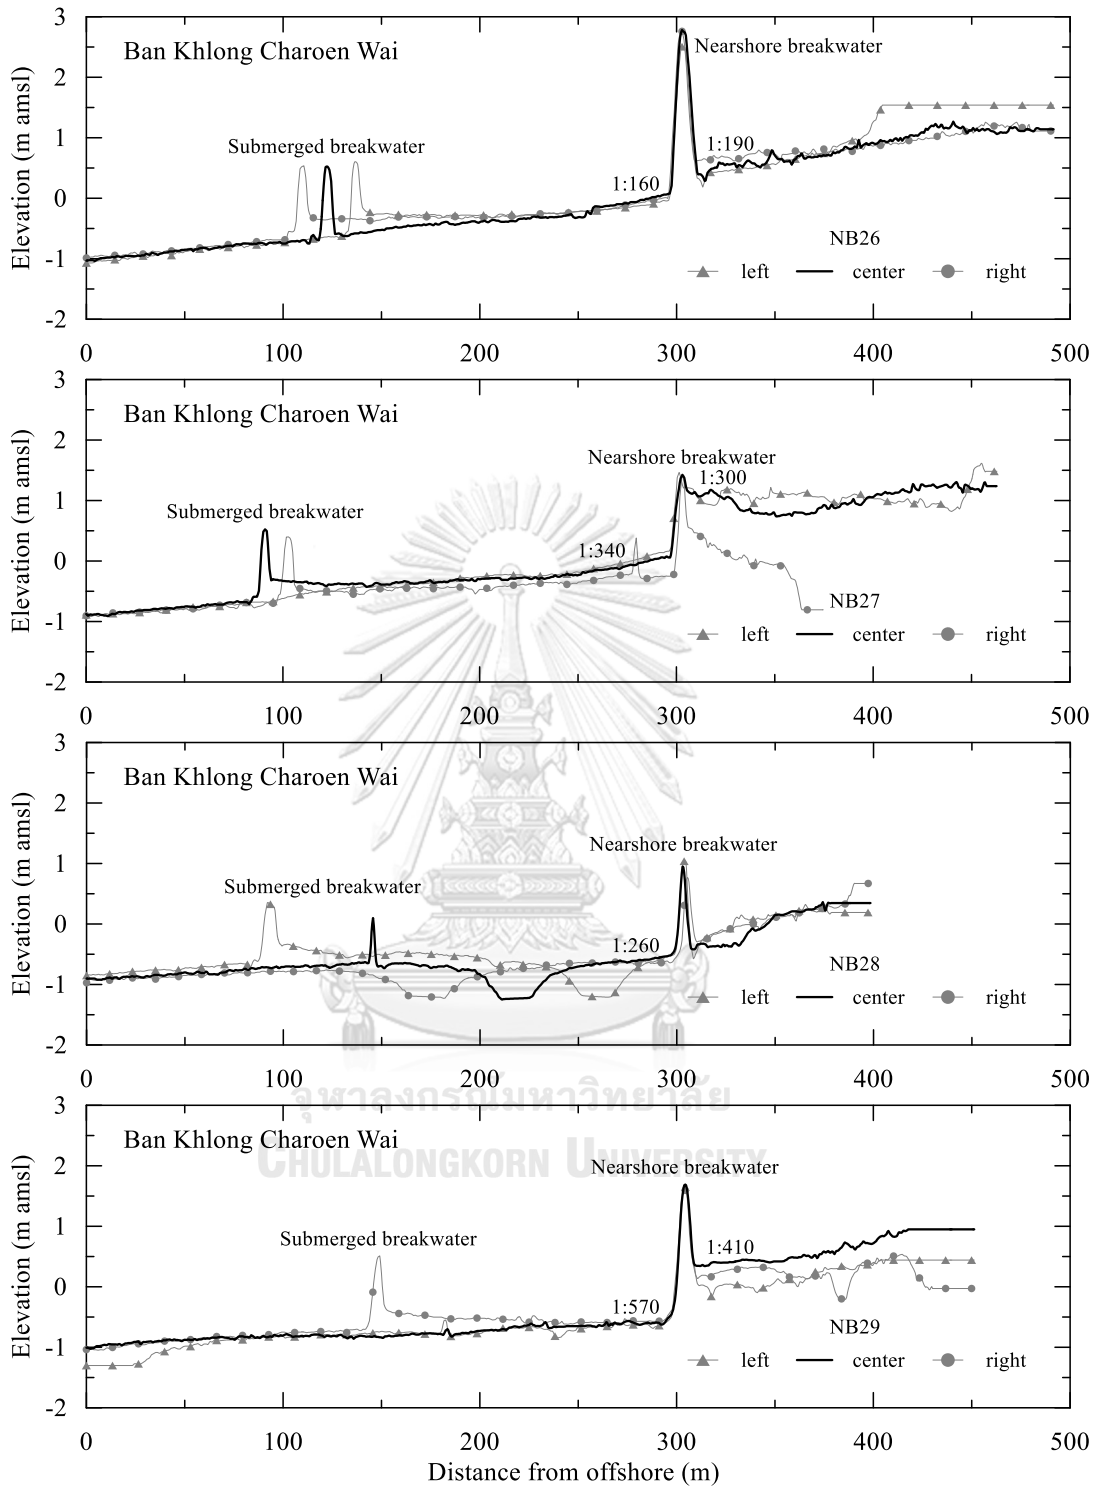 3
Ban Khlong Charoen Wai
Nearshore breakwater
2
Submerged breakwater
1:190
1
1:160
0
NB26
-1
left center right
-2
0 100 200 300 400 500
Elevation (m amsl)
3
Ban Khlong Charoen Wai
2
Nearshore breakwater
1:300
Submerged breakwater
1
1:340
0
NB27
-1
left center right
-2
0 100 200 300 400 500
Elevation (m amsl)
3
Ban Khlong Charoen Wai
2
Nearshore breakwater
1
Submerged breakwater
0
1:260
NB28
-1
left center right
-2
0 100 200 300 400 500
Elevation (m amsl)
จุฬาลงกรณ์มหาวิทยาลัย
CHULALONGKORN UNIVERSITY
3
Ban Khlong Charoen Wai
Nearshore breakwater
2
Submerged breakwater
1
1:410
0
1:570
NB29
-1
left center right
-2
0 100 200 300 400 500
Elevation (m amsl)
Distance from offshore (m)